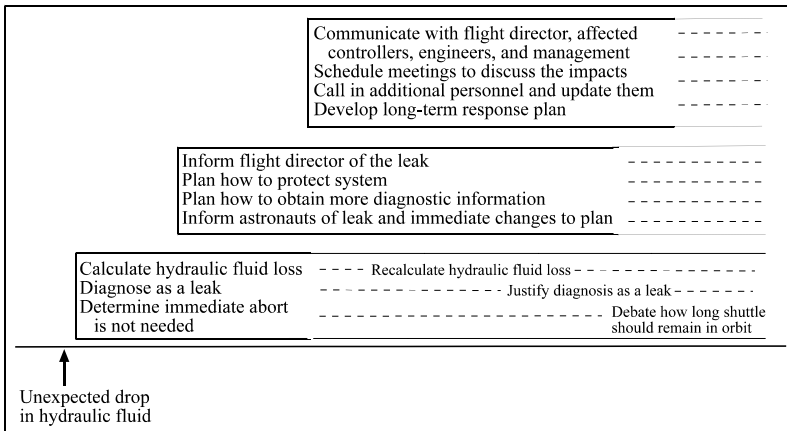 Communicate with flight director, affected
controllers, engineers, and management
Schedule meetings to discuss the impacts
Call in additional personnel and update them
Develop long-term response plan
Inform flight director of the leak
Plan how to protect system
Plan how to obtain more diagnostic information
Inform astronauts of leak and immediate changes to plan
Calculate hydraulic fluid loss
Recalculate hydraulic fluid loss
Diagnose as a leak
Justify diagnosis as a leak
Determine immediate abort
is not needed
Debate how long shuttle
should remain in orbit
Unexpected drop
in hydraulic fluid